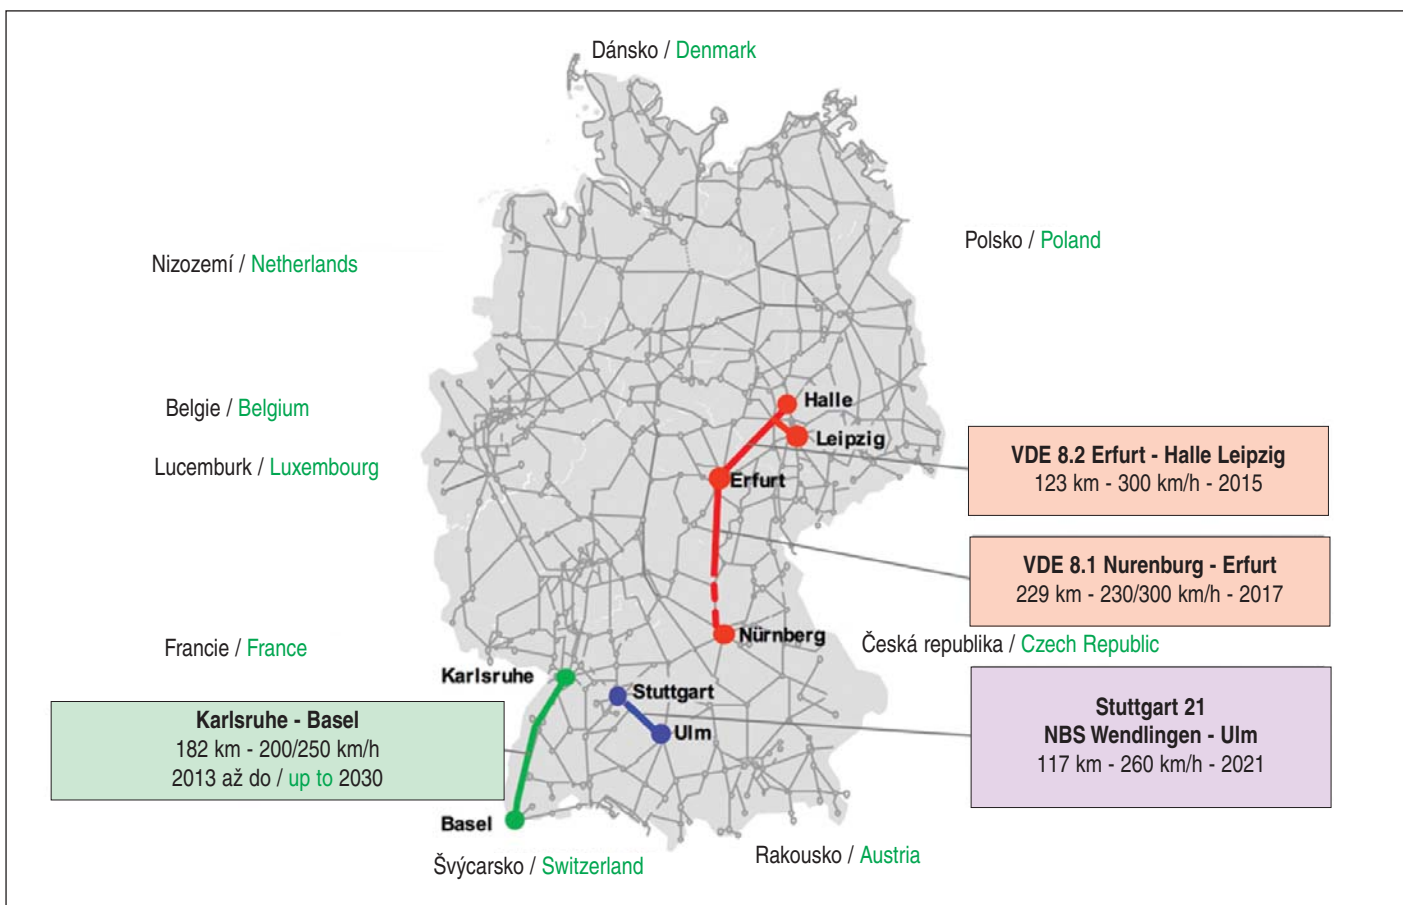 Dánsko / Denmark
Polsko / Poland
Nizozemí / Netherlands
Halle
Belgie / Belgium
Leipzig
VDE 8.2 Erfurt - Halle Leipzig
123 km - 300 km/h - 2015
Lucemburk / Luxembourg
Erfurt
VDE 8.1 Nurenburg - Erfurt
229 km - 230/300 km/h - 2017
Nürnberg
Česká republika / Czech Republic
Francie / France
Karlsruhe
Stuttgart
Ulm
Stuttgart 21
NBS Wendlingen - Ulm
117 km - 260 km/h - 2021
Karlsruhe - Basel
182 km - 200/250 km/h
2013 až do / up to 2030
Basel
Švýcarsko / Switzerland
Rakousko / Austria